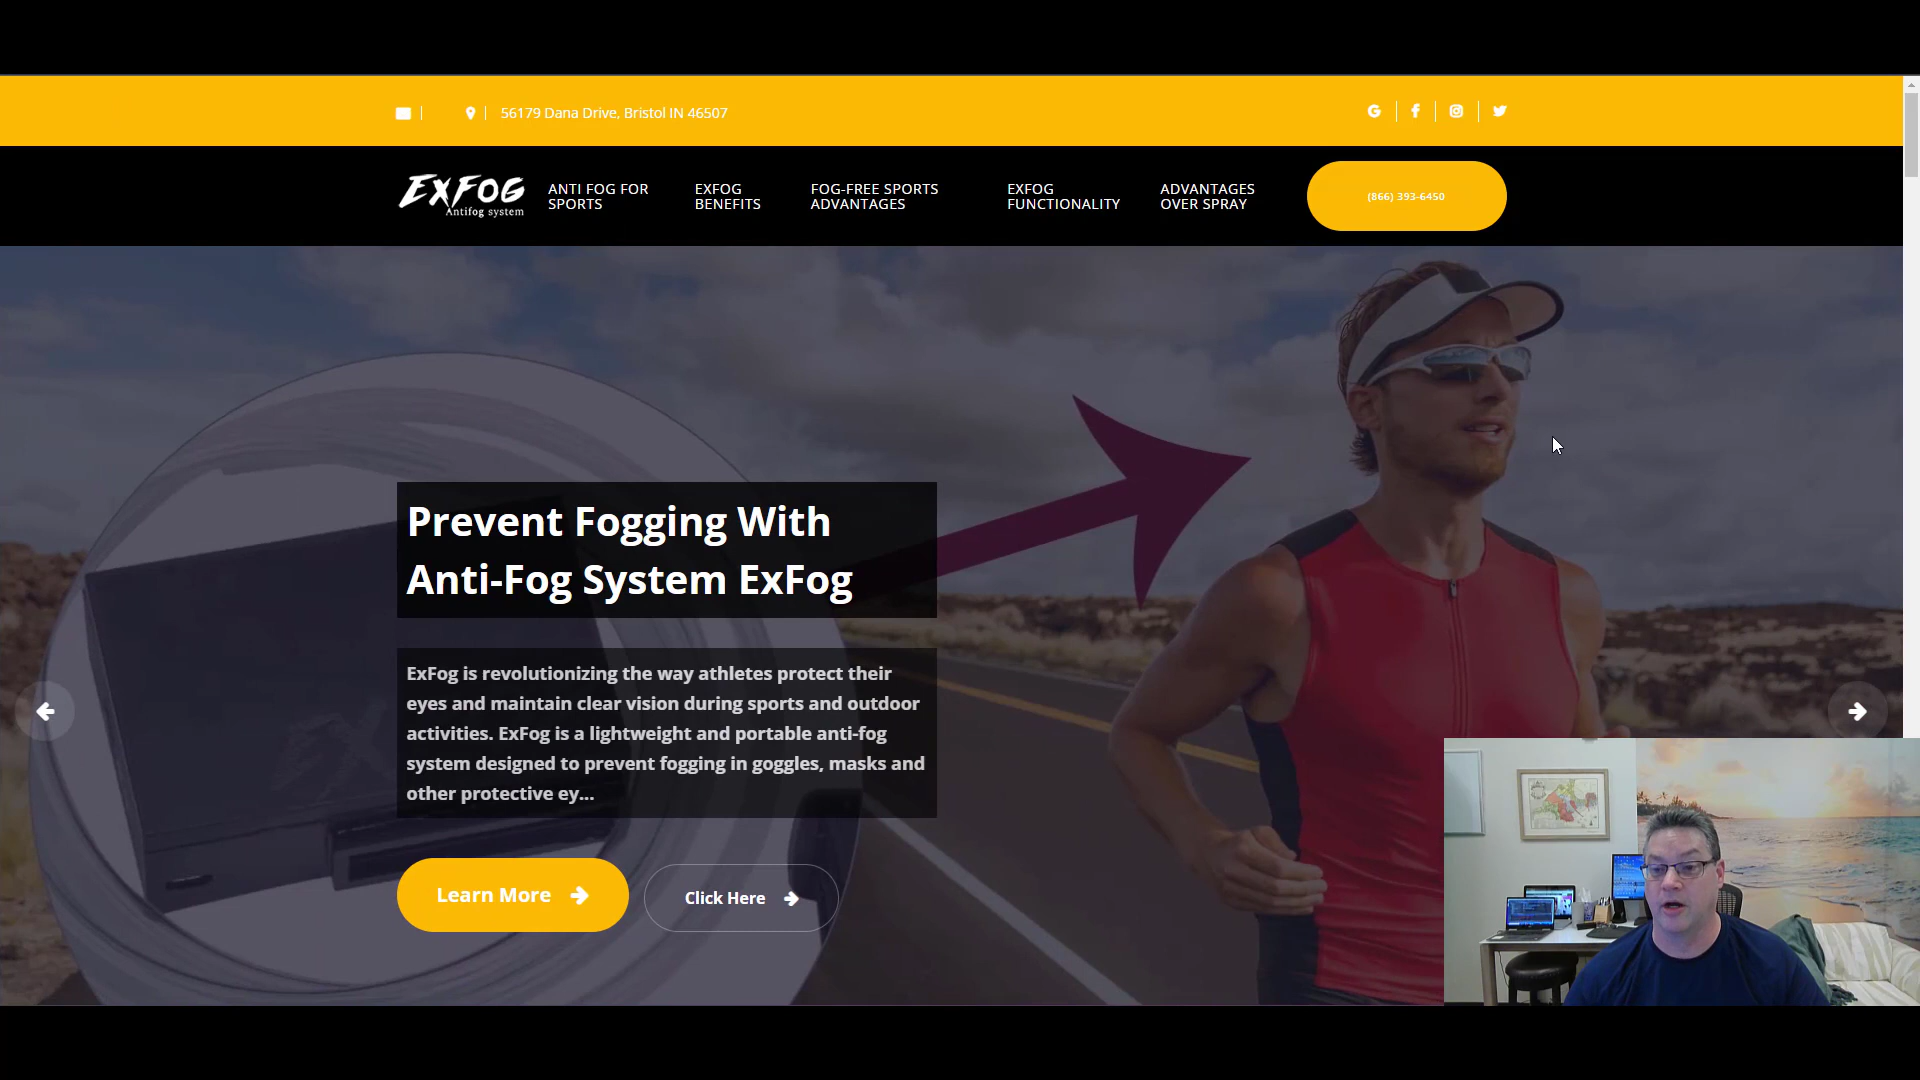 56179 Dana Drive, Bristol IN 46507
EXFOG
Antifog system
ANTI FOG FOR
SPORTS
EXFOG
BENEFITS
FOG-FREE SPORTS
ADVANTAGES
EXFOG
FUNCTIONALITY
ADVANTAGES
OVER SPRAY
(866) 393-6450
Prevent Fogging With
Anti-Fog System ExFog
ExFog is revolutionizing the way athletes protect their
eyes and maintain clear vision during sports and outdoor
activities. ExFog is a lightweight and portable anti-fog
system designed to prevent fogging in goggles, masks and
other protective ey...
Learn More
Click Here